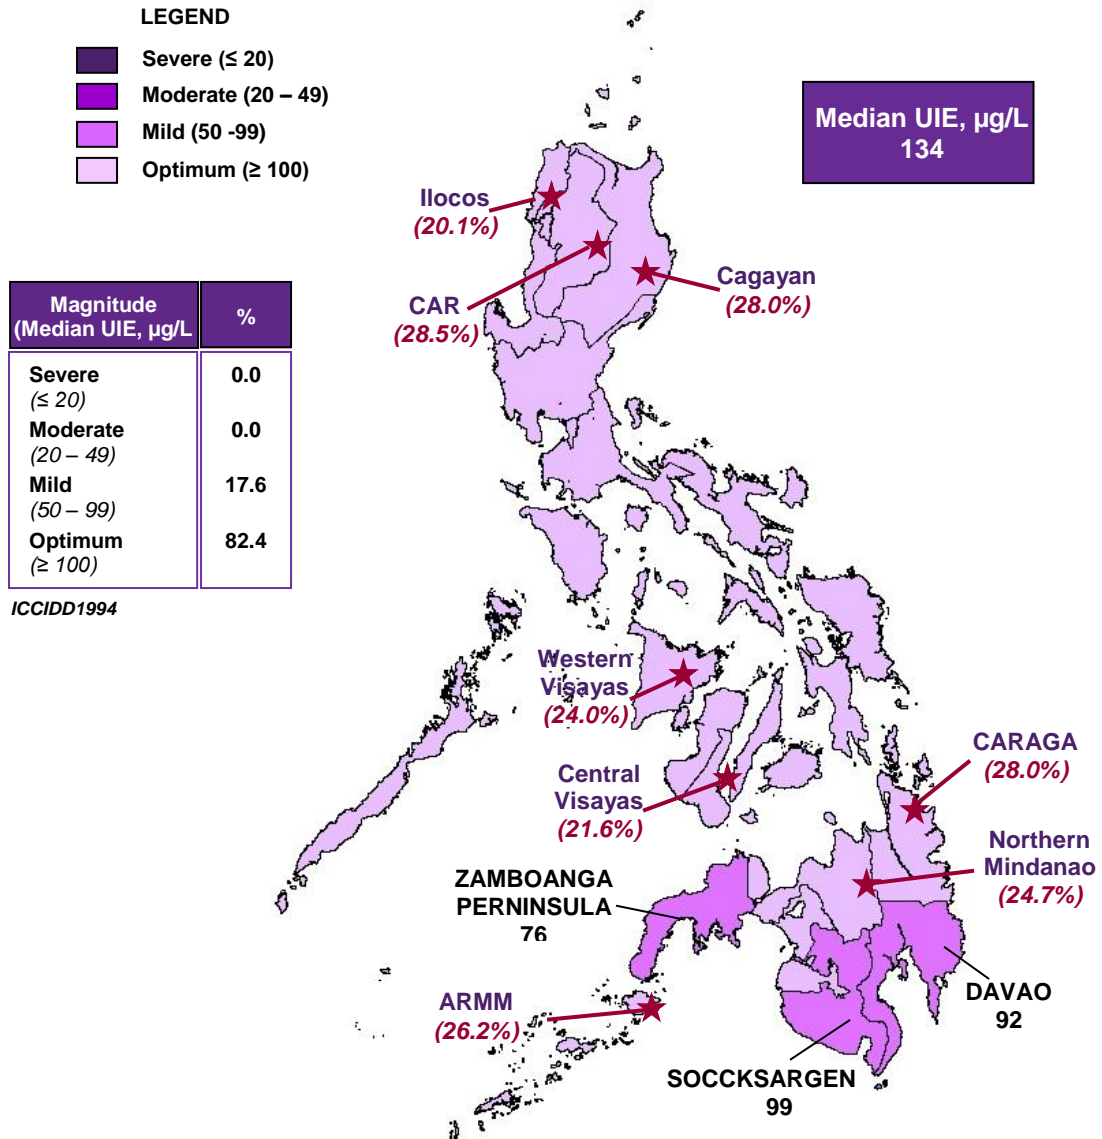 LEGEND
Severe (≤ 20)
Moderate (20 – 49)
Mild (50 -99)
Optimum (≥ 100)
Median UIE, µg/L
134
Ilocos
(20.1%)
CAR
(28.5%)
Cagayan
(28.0%)
Magnitude
(Median UIE, µg/L
%
Severe
0.0
(≤ 20)
Moderate
0.0
(20 – 49)
Mild
17.6
(50 – 99)
Optimum
82.4
(≥ 100)
ICCIDD1994
Western
Visayas
(24.0%)
Central
Visayas
(21.6%)
CARAGA
(28.0%)
Northern
Mindanao
(24.7%)
ZAMBOANGA
PERNINSULA
76
ARMM
(26.2%)
DAVAO
92
SOCCKSARGEN
99